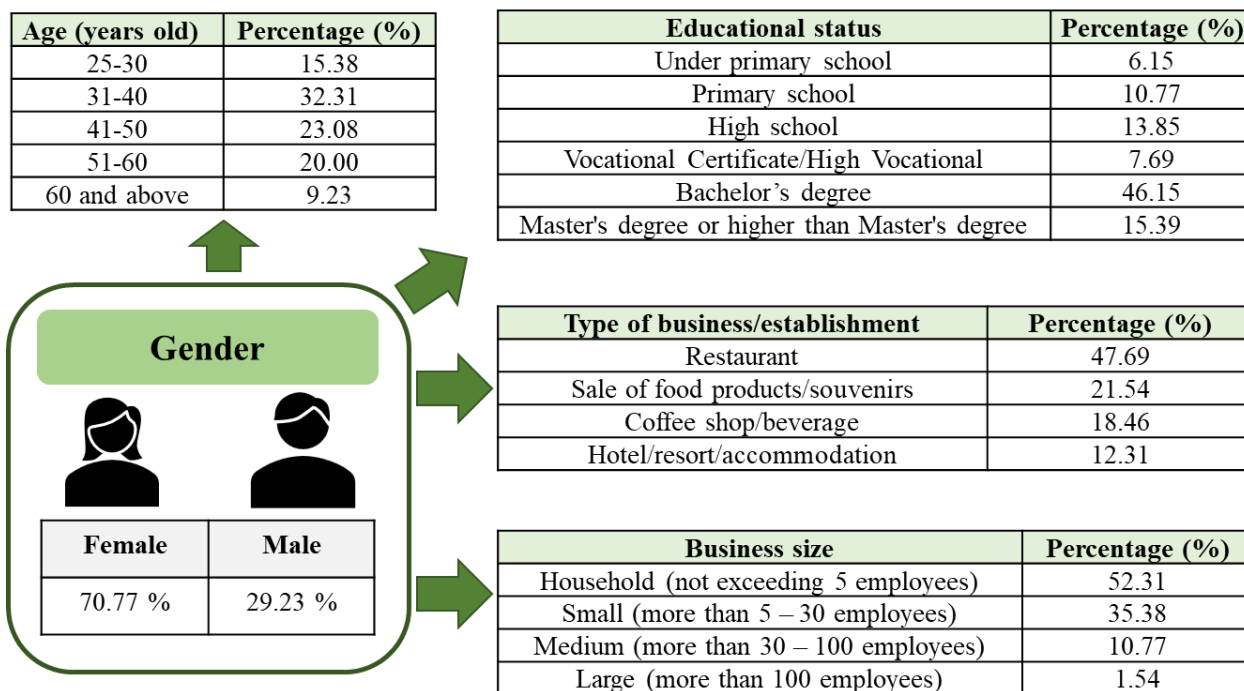 Age (years old) Percentage (%)
25-30 15.38
31-40 32.31
41-50 23.08
51-60 20.00
60 and above 9.23
Educational status Percentage (%)
Under primary school 6.15
Primary school 10.77
High school 13.85
Vocational Certificate/High Vocational 7.69
Bachelor’s degree 46.15
Master's degree or higher than Master's degree 15.39
Gender
Female Male
70.77 % 29.23 %
Type of business/establishment Percentage (%)
Restaurant 47.69
Sale of food products/souvenirs 21.54
Coffee shop/beverage 18.46
Hotel/resort/accommodation 12.31
Business size Percentage (%)
Household (not exceeding 5 employees) 52.31
Small (more than 5 – 30 employees) 35.38
Medium (more than 30 – 100 employees) 10.77
Large (more than 100 employees) 1.54